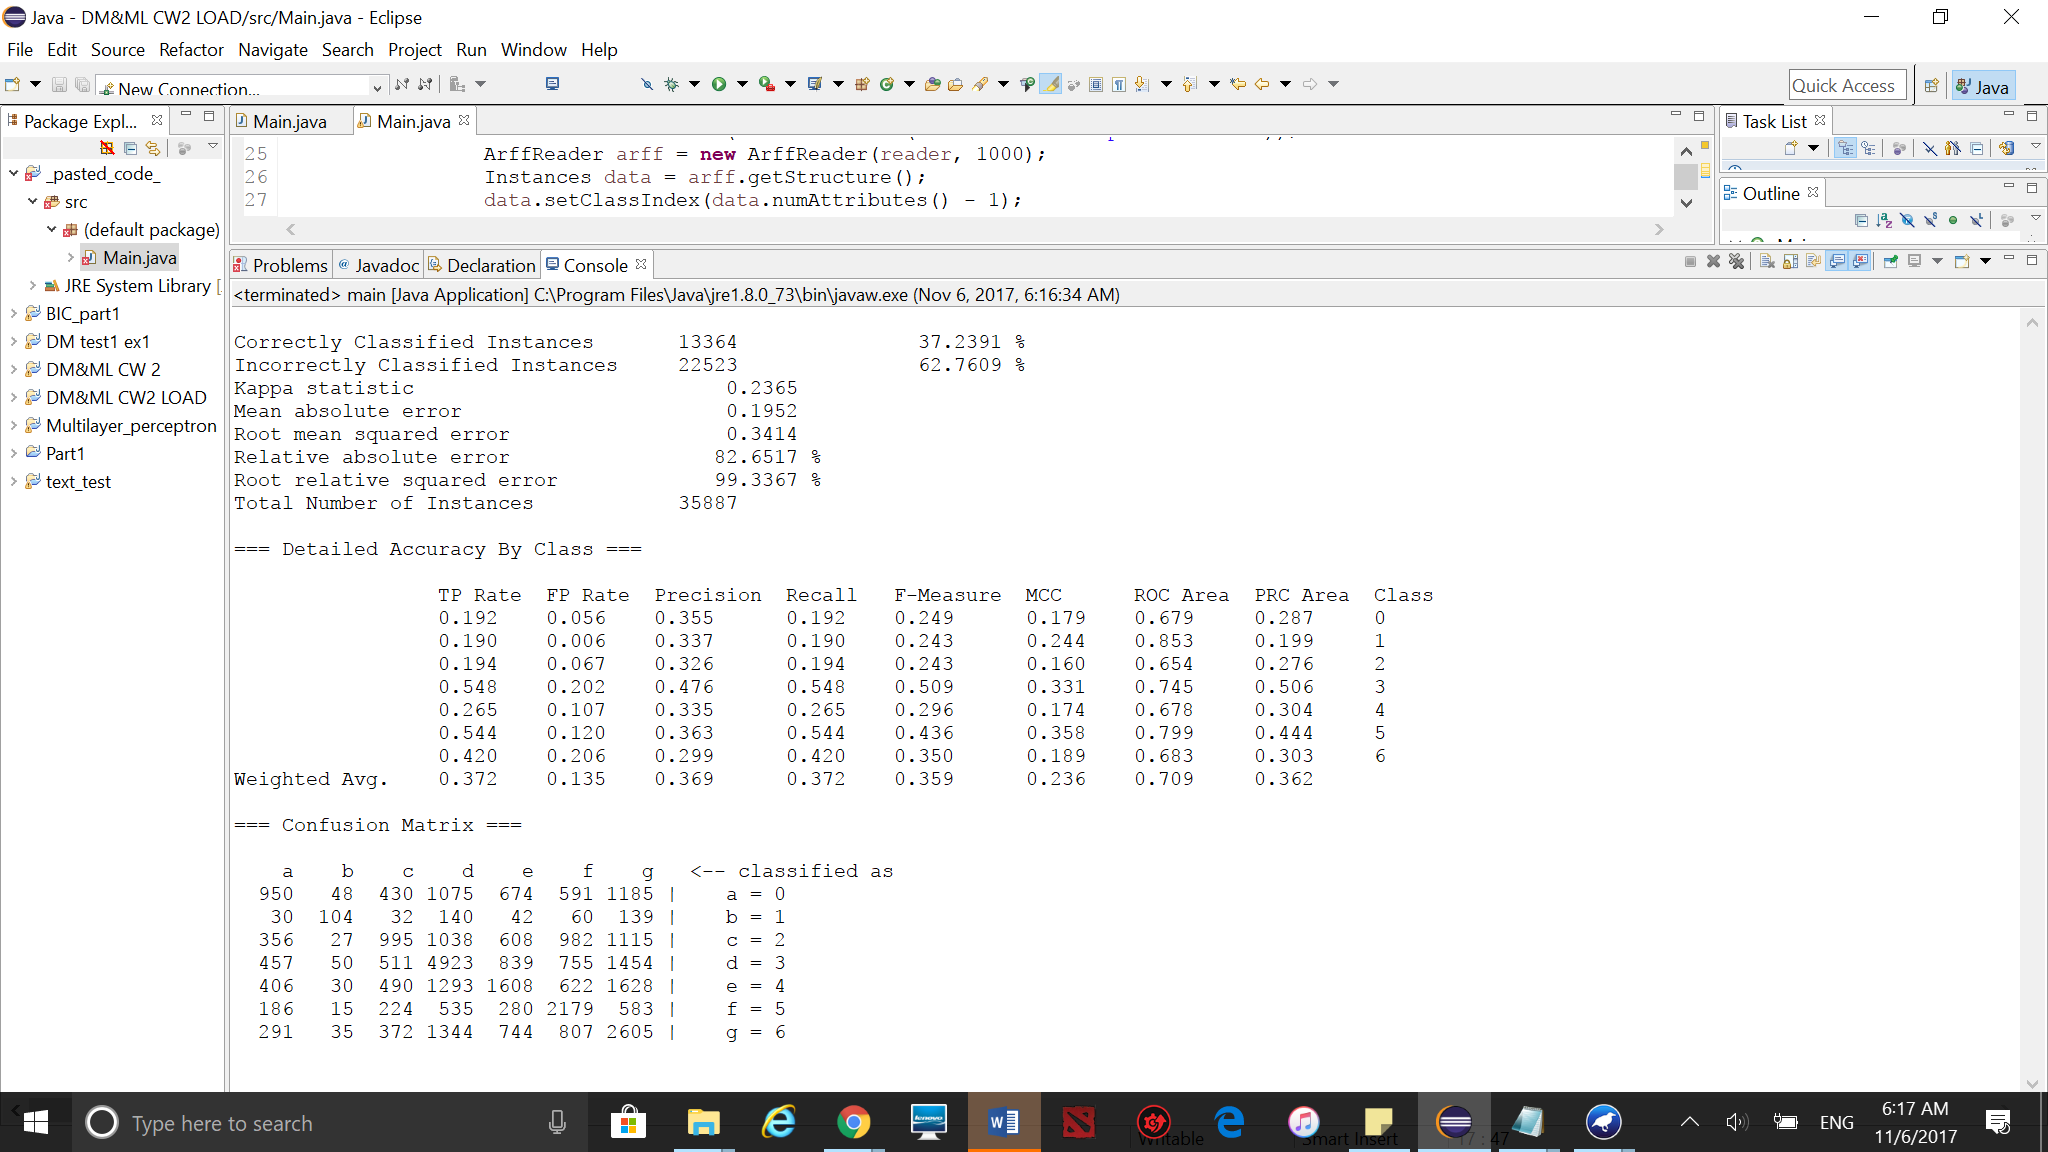 Java - DM&ML CW2 LOAD/src/Main.java - Eclipse
File Edit Source Refactor Navigate Search Project Run Window Help
New Connection...
Quick Access
Java
Package Expl...
Main.java
Main.java
Task List
Outline
_pasted_code_
src
(default package)
Main.java
JRE System Library [
BIC_part1
DM test1 ex1
DM&ML CW 2
DM&ML CW2 LOAD
Multilayer_perceptron
Part1
text_test
25 ArffReader arff = new ArffReader(reader, 1000);
26 Instances data = arff.getStructure();
27 data.setClassIndex(data.numAttributes() - 1);
Problems @ Javadoc Declaration Console
<terminated> main [Java Application] C:\Program Files\Java\jre1.8.0_73\bin\javaw.exe (Nov 6, 2017, 6:16:34 AM)
Correctly Classified Instances 13364 37.2391 %
Incorrectly Classified Instances 22523 62.7609 %
Kappa statistic 0.2365
Mean absolute error 0.1952
Root mean squared error 0.3414
Relative absolute error 82.6517 %
Root relative squared error 99.3367 %
Total Number of Instances 35887
=== Detailed Accuracy By Class ===
TP Rate FP Rate Precision Recall F-Measure MCC ROC Area PRC Area Class
0.192 0.056 0.355 0.192 0.249 0.179 0.679 0.287 0
0.190 0.006 0.337 0.190 0.243 0.244 0.853 0.199 1
0.194 0.067 0.326 0.194 0.243 0.160 0.654 0.276 2
0.548 0.202 0.476 0.548 0.509 0.331 0.745 0.506 3
0.265 0.107 0.335 0.265 0.296 0.174 0.678 0.304 4
0.544 0.120 0.363 0.544 0.436 0.358 0.799 0.444 5
0.420 0.206 0.299 0.420 0.350 0.189 0.683 0.303 6
Weighted Avg. 0.372 0.135 0.369 0.372 0.359 0.236 0.709 0.362
=== Confusion Matrix ===
a b c d e f g <-- classified as
950 48 430 1075 674 591 1185 | a = 0
30 104 32 140 42 60 139 | b = 1
356 27 995 1038 608 982 1115 | c = 2
457 50 511 4923 839 755 1454 | d = 3
406 30 490 1293 1608 622 1628 | e = 4
186 15 224 535 280 2179 583 | f = 5
291 35 372 1344 744 807 2605 | g = 6
Type here to search
lenovo
Writable
Smart Insert
17 : 47
ENG
6:17 AM
11/6/2017